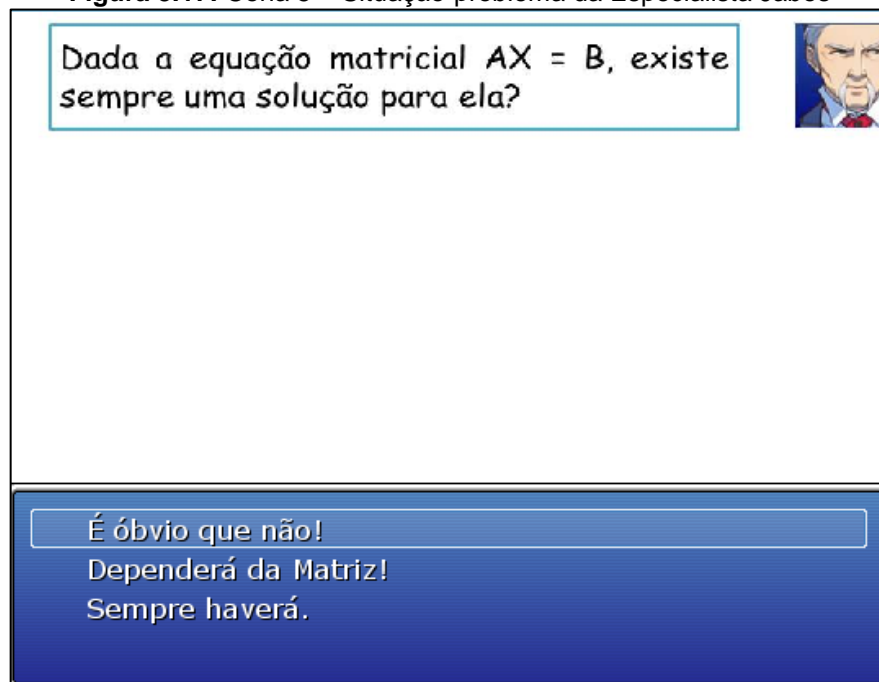 Dada a equação matricial AX = B, existe
sempre uma solução para ela?
É óbvio que não!
Dependerá da Matriz!
Sempre haverá.